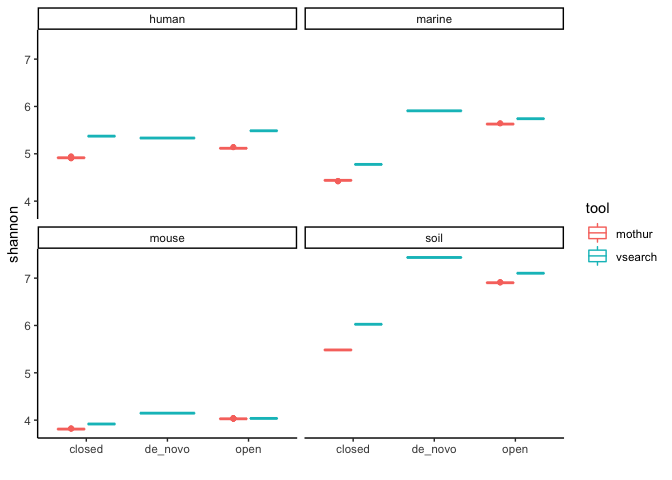 human
marine
7
6
5
4
shannon
mouse
soil
7
6
5
4
closed
de_novo
open
closed
de_novo
open
tool
mothur
vsearch